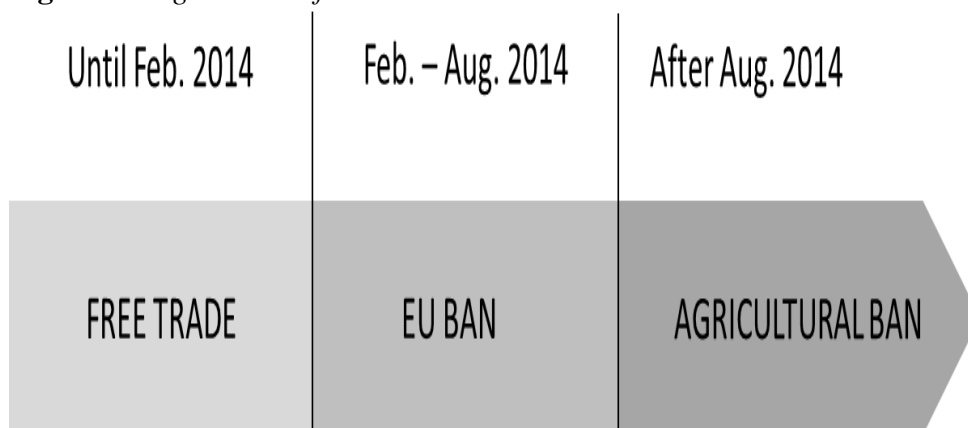 Until Feb. 2014
Feb. – Aug. 2014
After Aug. 2014
FREE TRADE
EU BAN
AGRICULTURAL BAN